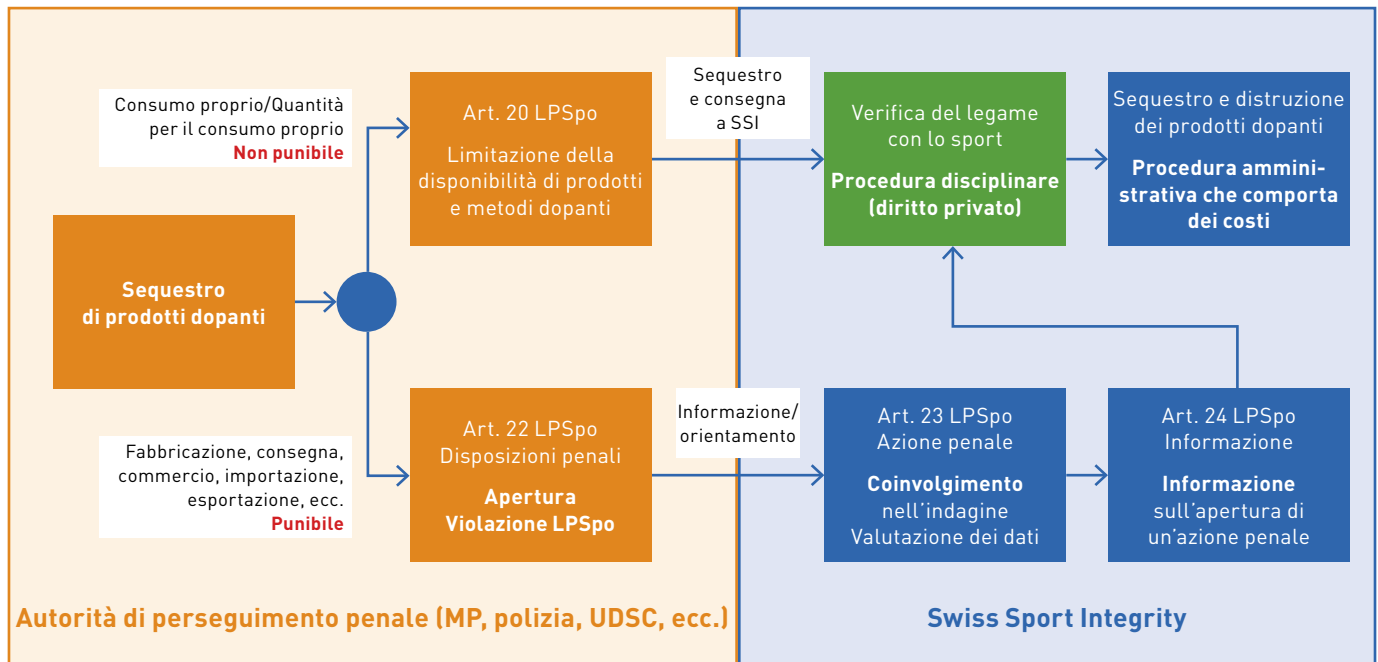 Consumo proprio/Quantità
per il consumo proprio
Non punibile
Sequestro
di prodotti dopanti
Fabbricazione, consegna,
commercio, importazione,
esportazione, ecc.
Punibile
Art. 20 LPSpo
Limitazione della
disponibilità di prodotti
e metodi dopanti
Art. 22 LPSpo
Disposizioni penali
Apertura
Violazione LPSpo
Autorità di perseguimento penale (MP, polizia, UDSC, ecc.)
Sequestro
e consegna
a SSI
Informazione/
orientamento
Verifica del legame
con lo sport
Procedura disciplinare
(diritto privato)
Sequestro e distruzione
dei prodotti dopanti
Procedura ammini-
strativa che comporta
dei costi
Art. 23 LPSpo
Azione penale
Coinvolgimento
nell'indagine
Valutazione dei dati
Art. 24 LPSpo
Informazione
Informazione
sull'apertura di
un'azione penale
Swiss Sport Integrity